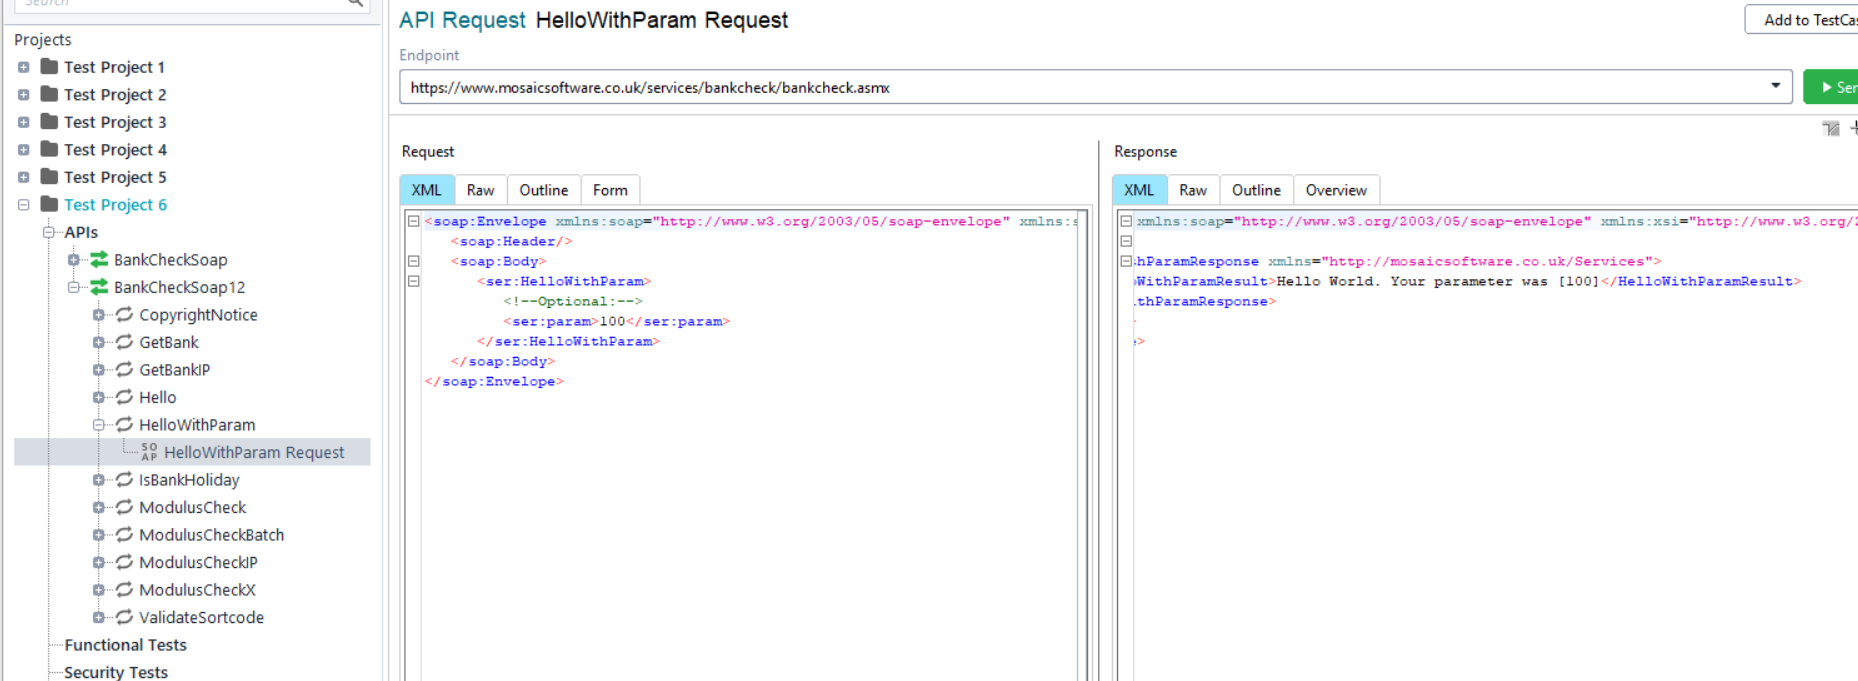 Search
Projects
Test Project 1
Test Project 2
Test Project 3
Test Project 4
Test Project 5
Test Project 6
APIs
BankCheckSoap
BankCheckSoap12
CopyrightNotice
GetBank
GetBankIP
Hello
HelloWithParam
SOAP HelloWithParam Request
IsBankHoliday
ModulusCheck
ModulusCheckBatch
ModulusCheckIP
ModulusCheckX
ValidateSortcode
Functional Tests
Security Tests
API Request HelloWithParam Request
Add to TestCas
Endpoint
https://www.mosaicsoftware.co.uk/services/bankcheck/bankcheck.asmx
Ser
Request
XML Raw Outline Form
<soap:Envelope xmlns:soap="http://www.w3.org/2003/05/soap-envelope" xmlns:s
<soap:Header/>
<soap:Body>
<ser:HelloWithParam>
<!--Optional:-->
<ser:param>100</ser:param>
</ser:HelloWithParam>
</soap:Body>
</soap:Envelope>
Response
XML Raw Outline Overview
xmlns:soap="http://www.w3.org/2003/05/soap-envelope" xmlns:xsi="http://www.w3.org/2
hParamResponse xmlns="http://mosaicsoftware.co.uk/Services">
WithParamResult>Hello World. Your parameter was [100]</HelloWithParamResult>
thParamResponse>
>
>